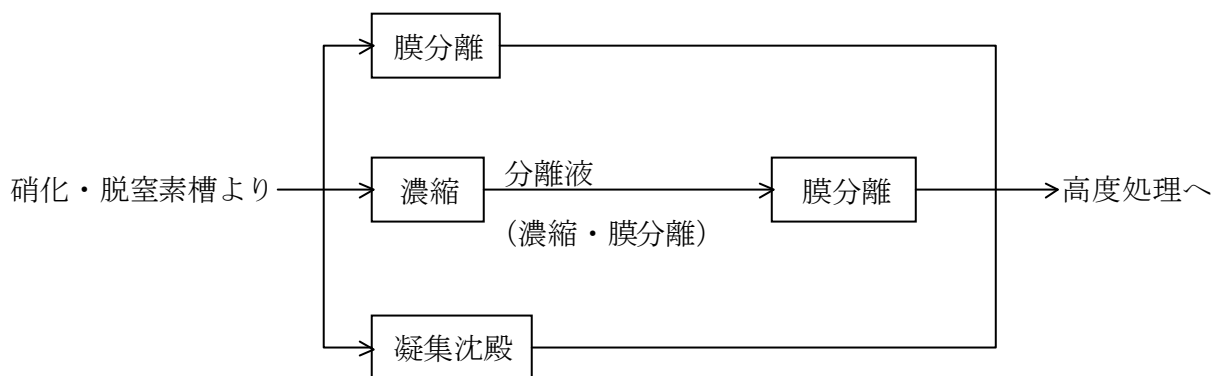 膜分離
硝化・脱窒素槽より
濃縮
分離液
（濃縮・膜分離）
膜分離
高度処理へ
凝集沈殿